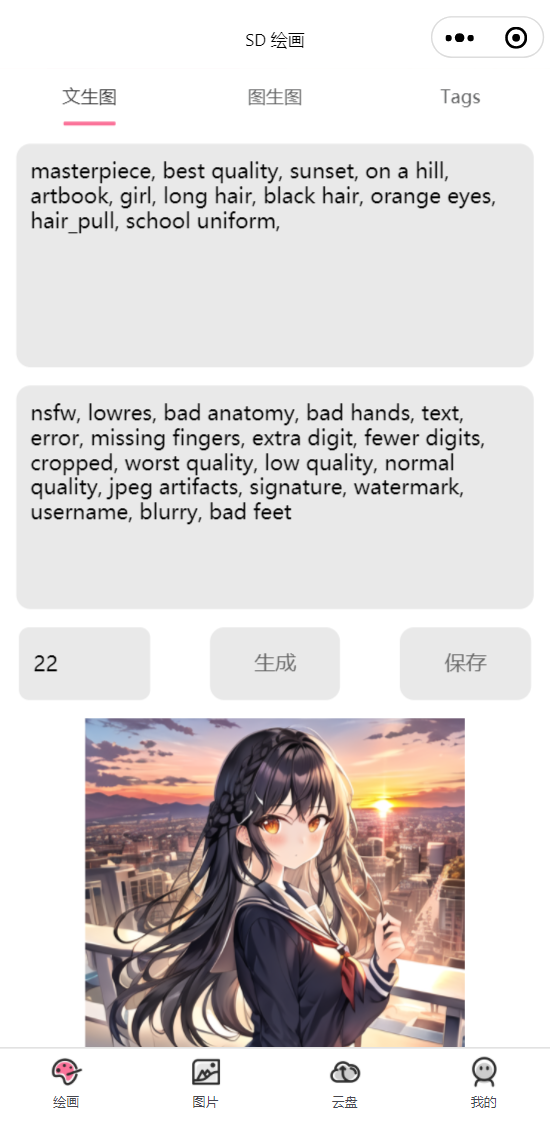 SD 绘画
文生图 图生图 Tags
masterpiece, best quality, sunset, on a hill,
artbook, girl, long hair, black hair, orange eyes,
hair_pull, school uniform,
nsfw, lowres, bad anatomy, bad hands, text,
error, missing fingers, extra digit, fewer digits,
cropped, worst quality, low quality, normal
quality, jpeg artifacts, signature, watermark,
username, blurry, bad feet
22 生成 保存
绘画 图片 云盘 我的